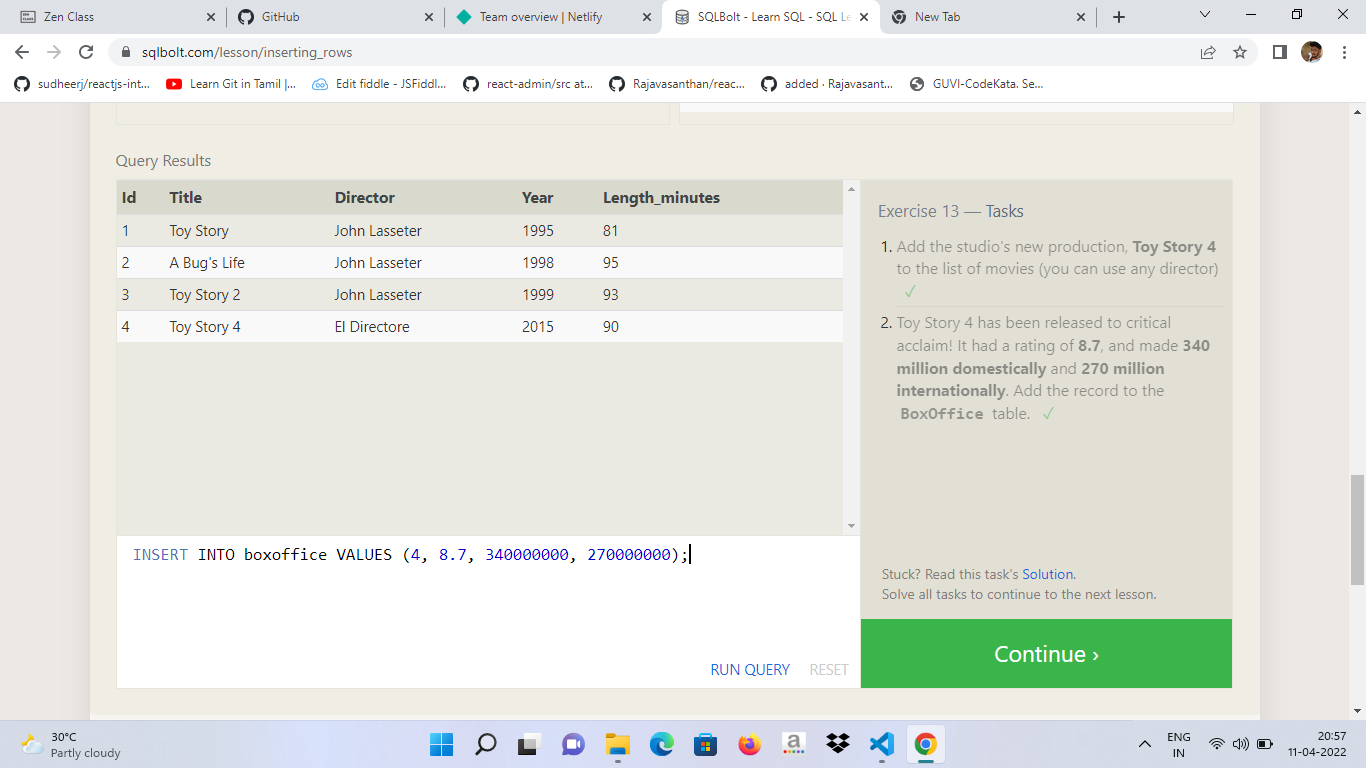 Zen Class
GitHub
Team overview | Netlify
SQLBolt - Learn SQL - SQL Le
New Tab
sqlbolt.com/lesson/inserting_rows
sudheerj/reactjs-int...
Learn Git in Tamil |...
Edit fiddle - JSFiddl...
react-admin/src at...
Rajavasanthan/reac...
added · Rajavasant...
GUVI-CodeKata. Se...
Query Results
Id Title Director Year Length_minutes
1 Toy Story John Lasseter 1995 81
2 A Bug's Life John Lasseter 1998 95
3 Toy Story 2 John Lasseter 1999 93
4 Toy Story 4 El Directore 2015 90
INSERT INTO boxoffice VALUES (4, 8.7, 340000000, 270000000);
RUN QUERY RESET
Exercise 13 — Tasks
1. Add the studio's new production, Toy Story 4
to the list of movies (you can use any director)
✓
2. Toy Story 4 has been released to critical
acclaim! It had a rating of 8.7, and made 340
million domestically and 270 million
internationally. Add the record to the
BoxOffice table. ✓
Stuck? Read this task's Solution.
Solve all tasks to continue to the next lesson.
Continue ›
30°C
Partly cloudy
a
ENG
IN
20:57
11-04-2022